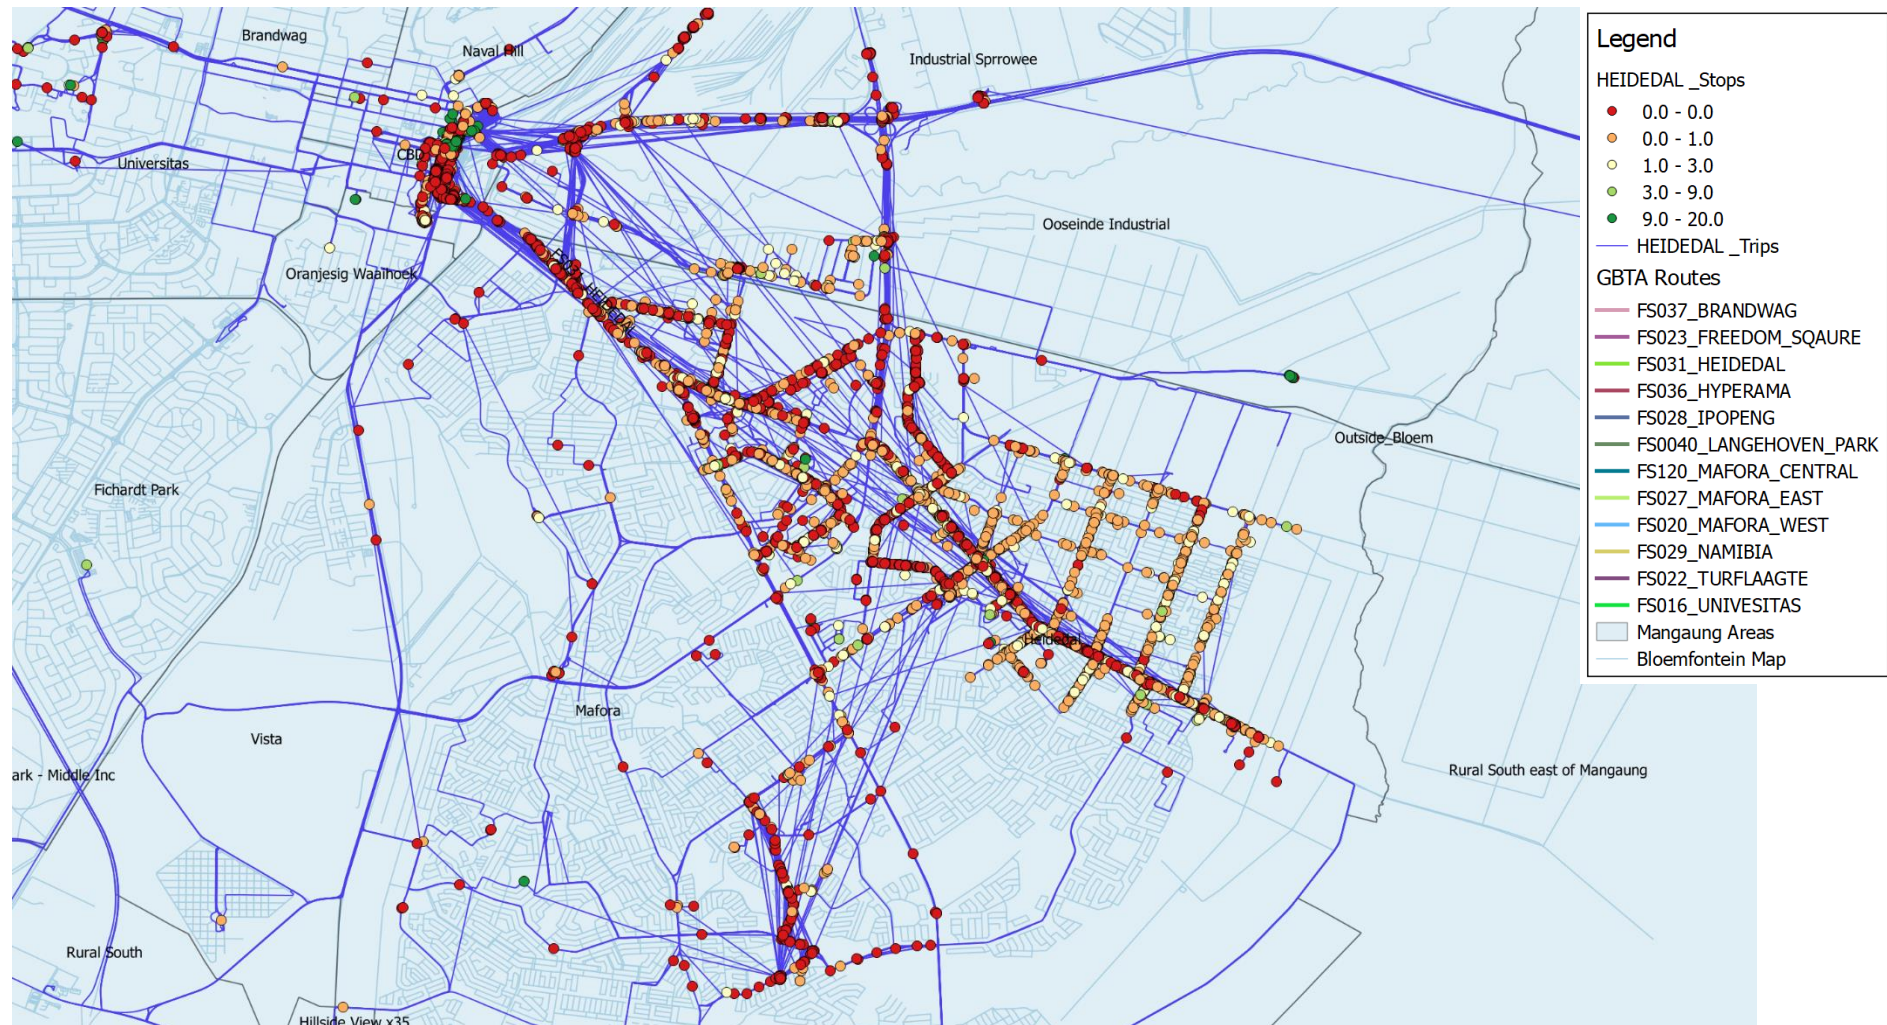 Brandwag
Naval Hill
Industrial Sprrowee
CBD
Universitas
Ooseinde Industrial
Oranjesig Waaihoek
HEIDEDAL
Outside_Bloem
Fichardt Park
Heidedal
Mafora
Vista
ark - Middle Inc
Rural South east of Mangaung
Rural South
Hillside View x35
Legend
HEIDEDAL _Stops
0.0 - 0.0
0.0 - 1.0
1.0 - 3.0
3.0 - 9.0
9.0 - 20.0
HEIDEDAL _Trips
GBTA Routes
FS037_BRANDWAG
FS023_FREEDOM_SQAURE
FS031_HEIDEDAL
FS036_HYPERAMA
FS028_IPOPENG
FS0040_LANGEHOVEN_PARK
FS120_MAFORA_CENTRAL
FS027_MAFORA_EAST
FS020_MAFORA_WEST
FS029_NAMIBIA
FS022_TURFLAAGTE
FS016_UNIVESITAS
Mangaung Areas
Bloemfontein Map